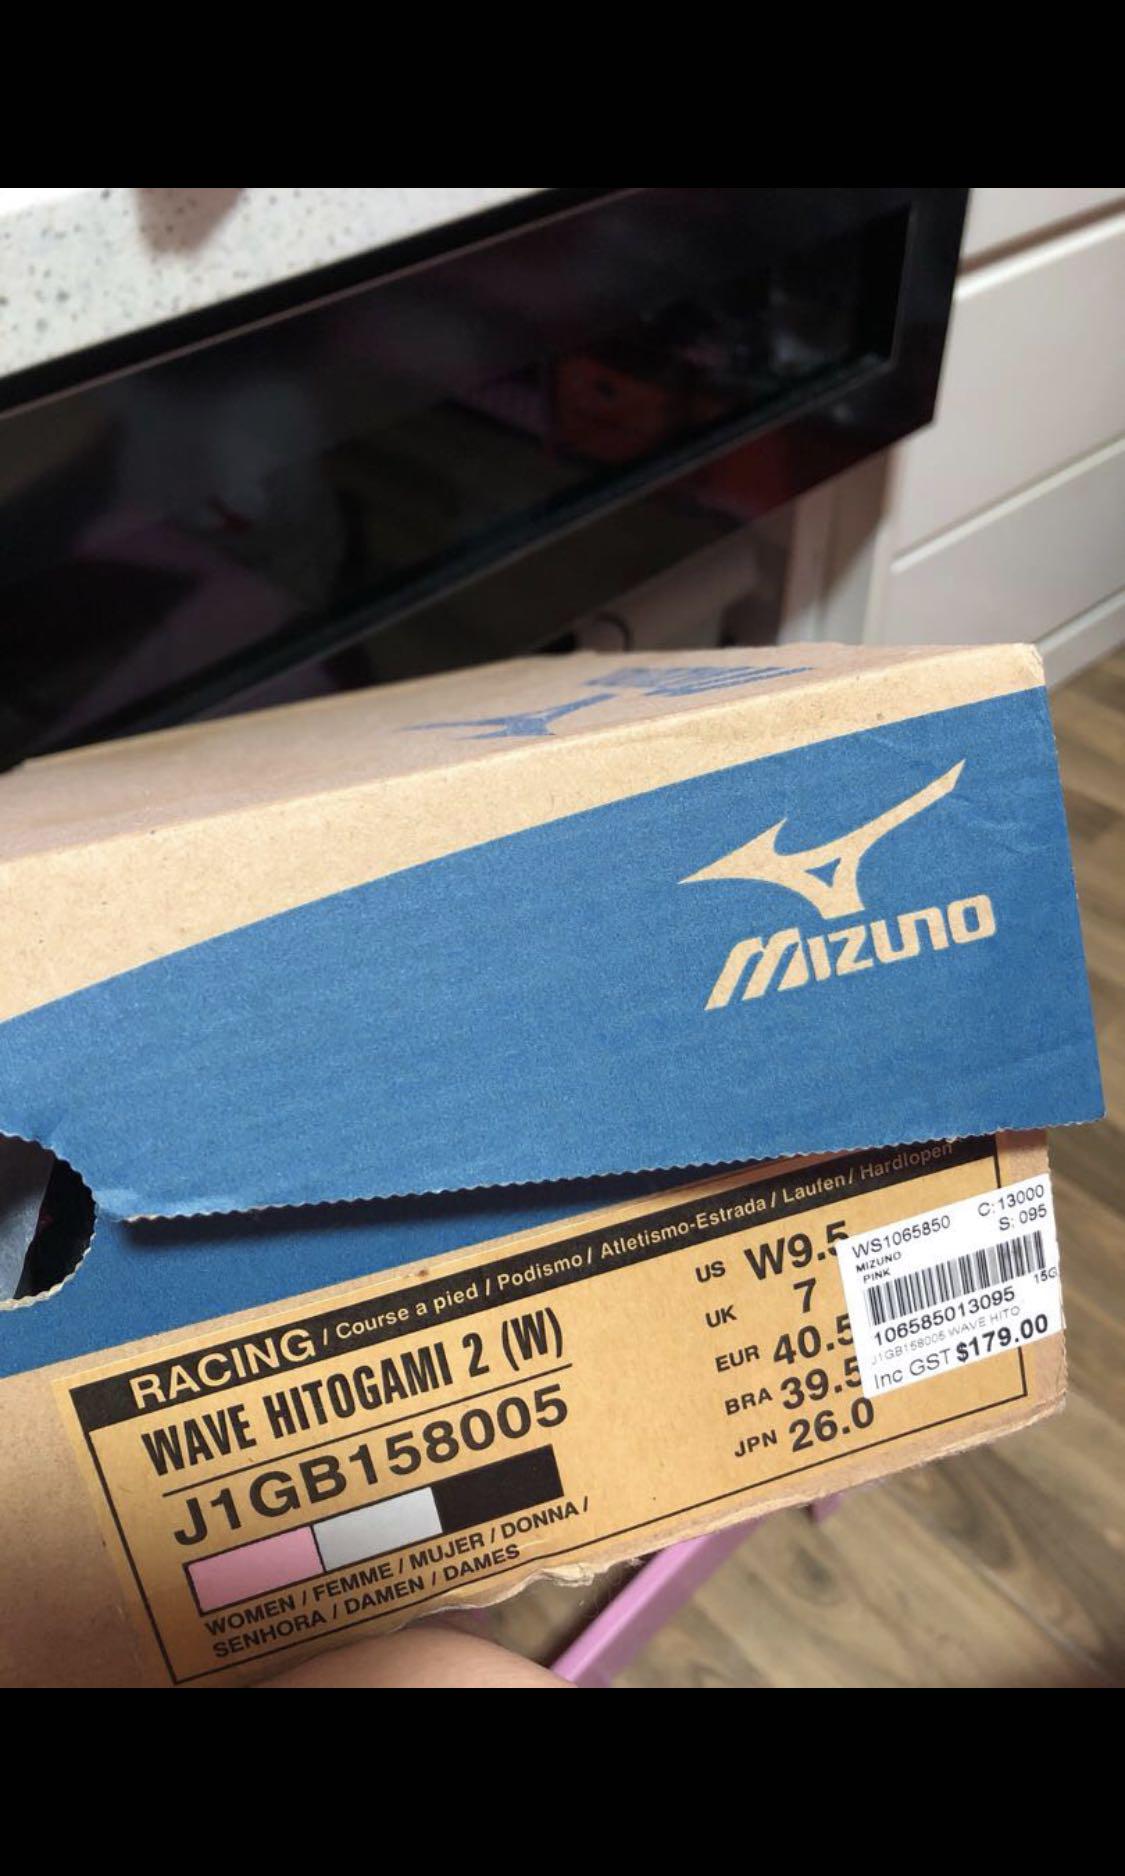 MIZUNO
RACING / Course a pied / Podismo / Atletismo-Estrada / Laufen / Hardlopen
WAVE HITOGAMI 2 (W)
J1GB158005
WOMEN / FEMME / MUJER / DONNA /
SENHORA / DAMEN / DAMES
US W9.5
UK 7
EUR 40.5
BRA 39.5
JPN 26.0
WS1065850 C:13000
MIZUNO S: 095
PINK
15G
106585013095
J1GB158005 WAVE HITO
Inc GST $179.00